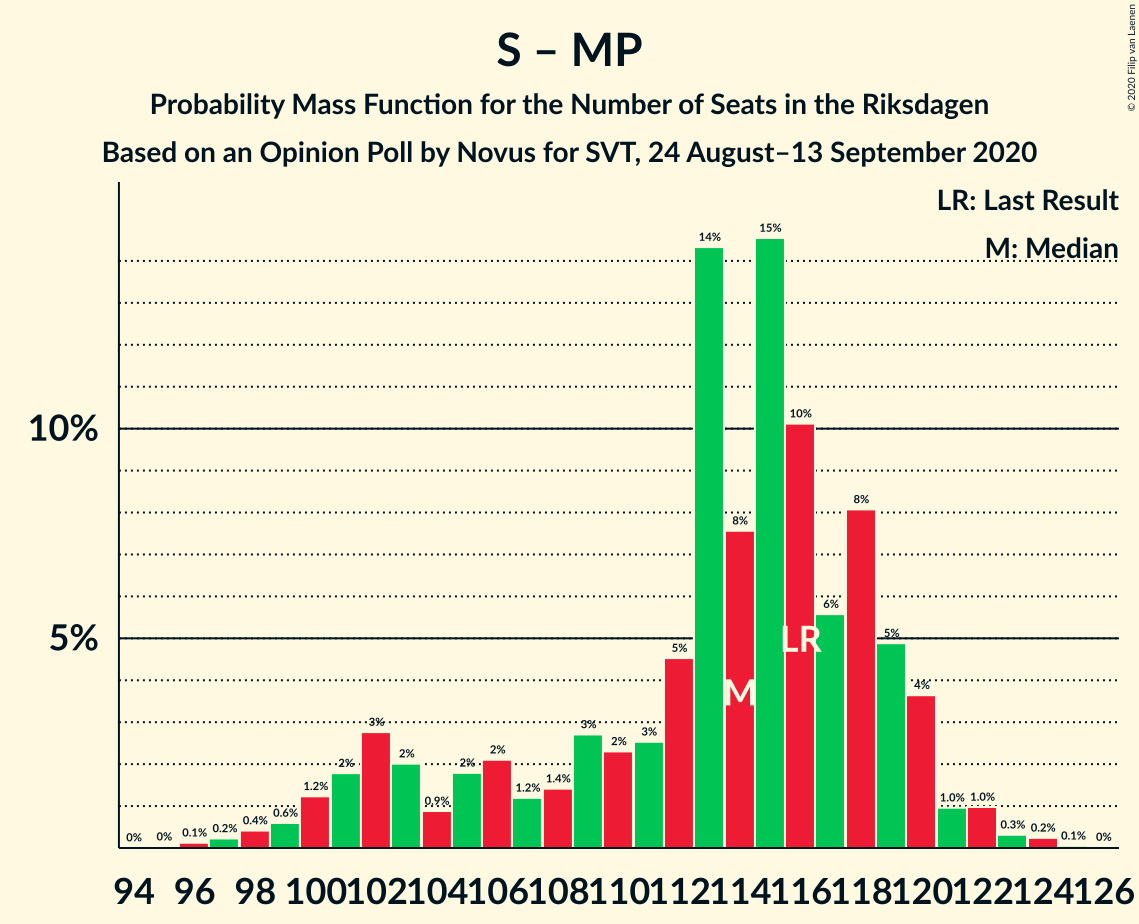 S – MP
Probability Mass Function for the Number of Seats in the Riksdagen
Based on an Opinion Poll by Novus for SVT, 24 August–13 September 2020
© 2020 Filip van Laenen
LR: Last Result
M: Median
10%
5%
0% 0% 0.1% 0.2% 0.4% 0.6% 1.2% 2% 3% 2% 0.9% 2% 2% 1.2% 1.4% 3% 2% 3% 5% 14% 8% 15% 10% 6% 8% 5% 4% 1.0% 1.0% 0.3% 0.2% 0.1% 0%
M
LR
94 96 98 100 102 104 106 108 110 112 114 116 118 120 122 124 126